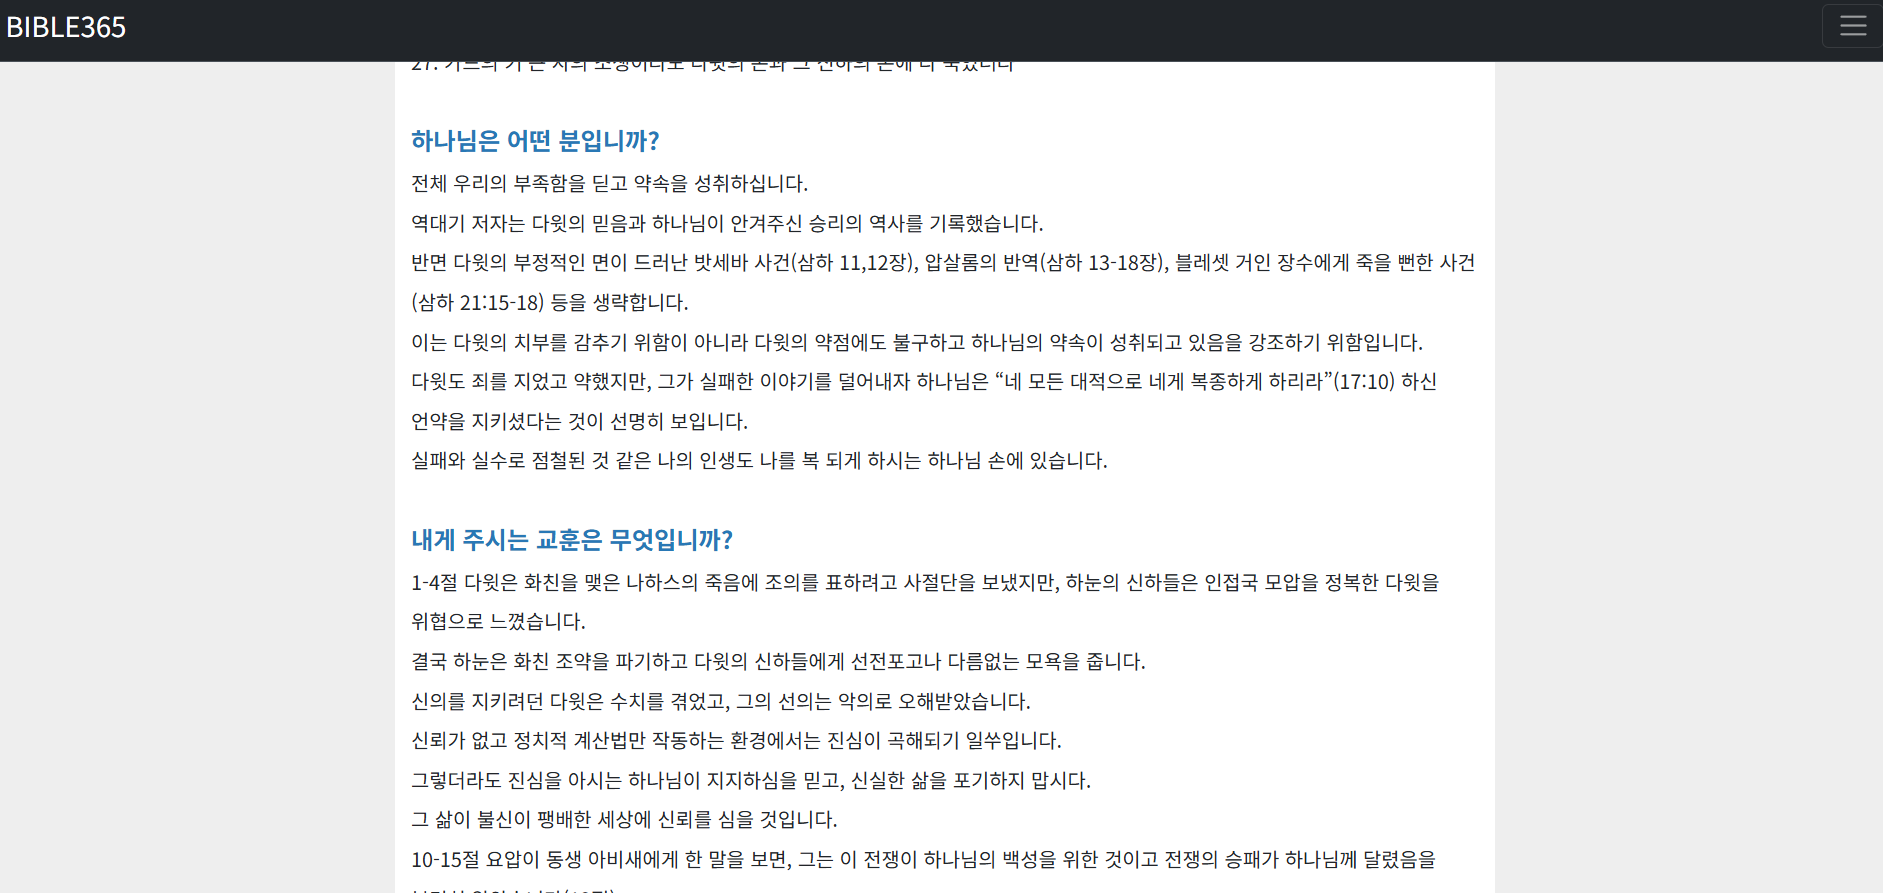 BIBLE365
하나님은 어떤 분입니까?
전체 우리의 부족함을 딛고 약속을 성취하십니다.
역대기 저자는 다윗의 믿음과 하나님이 안겨주신 승리의 역사를 기록했습니다.
반면 다윗의 부정적인 면이 드러난 밧세바 사건(삼하 11,12장), 압살롬의 반역(삼하 13-18장), 블레셋 거인 장수에게 죽을 뻔한 사건
(삼하 21:15-18) 등을 생략합니다.
이는 다윗의 치부를 감추기 위함이 아니라 다윗의 약점에도 불구하고 하나님의 약속이 성취되고 있음을 강조하기 위함입니다.
다윗도 죄를 지었고 약했지만, 그가 실패한 이야기를 덜어내자 하나님은 “네 모든 대적으로 네게 복종하게 하리라”(17:10) 하신
언약을 지키셨다는 것이 선명히 보입니다.
실패와 실수로 점철된 것 같은 나의 인생도 나를 복 되게 하시는 하나님 손에 있습니다.
내게 주시는 교훈은 무엇입니까?
1-4절 다윗은 화친을 맺은 나하스의 죽음에 조의를 표하려고 사절단을 보냈지만, 하눈의 신하들은 인접국 모압을 정복한 다윗을
위협으로 느꼈습니다.
결국 하눈은 화친 조약을 파기하고 다윗의 신하들에게 선전포고나 다름없는 모욕을 줍니다.
신의를 지키려던 다윗은 수치를 겪었고, 그의 선의는 악의로 오해받았습니다.
신뢰가 없고 정치적 계산법만 작동하는 환경에서는 진심이 곡해되기 일쑤입니다.
그렇더라도 진심을 아시는 하나님이 지지하심을 믿고, 신실한 삶을 포기하지 맙시다.
그 삶이 불신이 팽배한 세상에 신뢰를 심을 것입니다.
10-15절 요압이 동생 아비새에게 한 말을 보면, 그는 이 전쟁이 하나님의 백성을 위한 것이고 전쟁의 승패가 하나님께 달렸음을